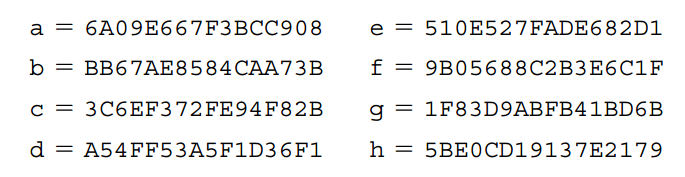 a = 6A09E667F3BCC908 e = 510E527FADE682D1
b = BB67AE8584CAA73B f = 9B05688C2B3E6C1F
c = 3C6EF372FE94F82B g = 1F83D9ABFB41BD6B
d = A54FF53A5F1D36F1 h = 5BE0CD19137E2179